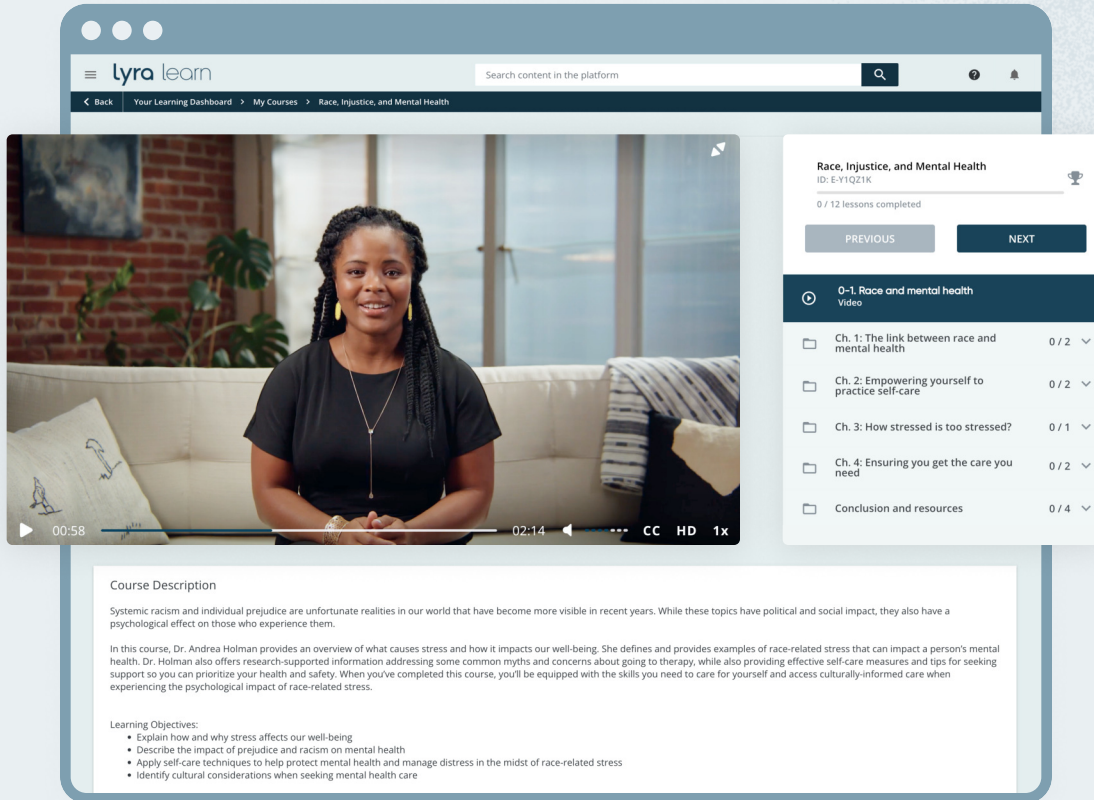 lyra learn
Search content in the platform
Back
Your Learning Dashboard > My Courses > Race, Injustice, and Mental Health
00:58
02:14
CC HD 1x
Race, Injustice, and Mental Health
ID: E-Y1QZ1K
0 / 12 lessons completed
PREVIOUS
NEXT
0-1. Race and mental health
Video
Ch. 1: The link between race and
mental health
0 / 2
Ch. 2: Empowering yourself to
practice self-care
0 / 2
Ch. 3: How stressed is too stressed?
0 / 1
Ch. 4: Ensuring you get the care you
need
0 / 2
Conclusion and resources
0 / 4
Course Description
Systemic racism and individual prejudice are unfortunate realities in our world that have become more visible in recent years. While these topics have political and social impact, they also have a
psychological effect on those who experience them.
In this course, Dr. Andrea Holman provides an overview of what causes stress and how it impacts our well-being. She defines and provides examples of race-related stress that can impact a person's mental
health. Dr. Holman also offers research-supported information addressing some common myths and concerns about going to therapy, while also providing effective self-care measures and tips for seeking
support so you can prioritize your health and safety. When you've completed this course, you'll be equipped with the skills you need to care for yourself and access culturally-informed care when
experiencing the psychological impact of race-related stress.
Learning Objectives:
• Explain how and why stress affects our well-being
• Describe the impact of prejudice and racism on mental health
• Apply self-care techniques to help protect mental health and manage distress in the midst of race-related stress
• Identify cultural considerations when seeking mental health care